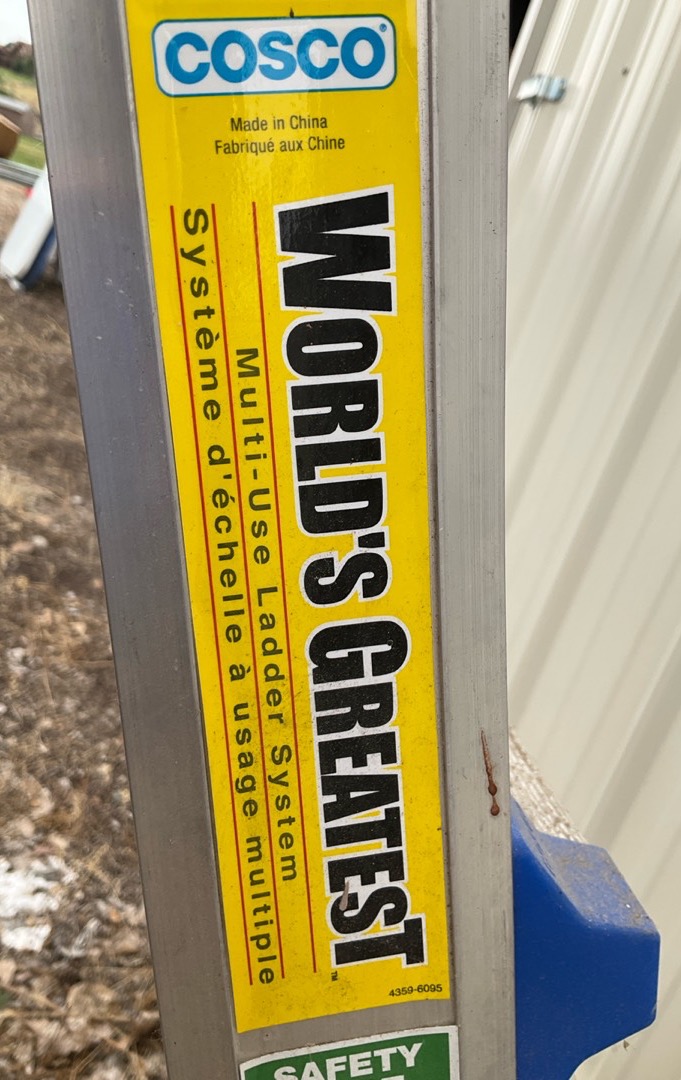 COSCO®
Made in China
Fabriqué aux Chine
WORLD'S GREATEST™
Multi-Use Ladder System
Système d'échelle à usage multiple
4359-6095
SAFETY